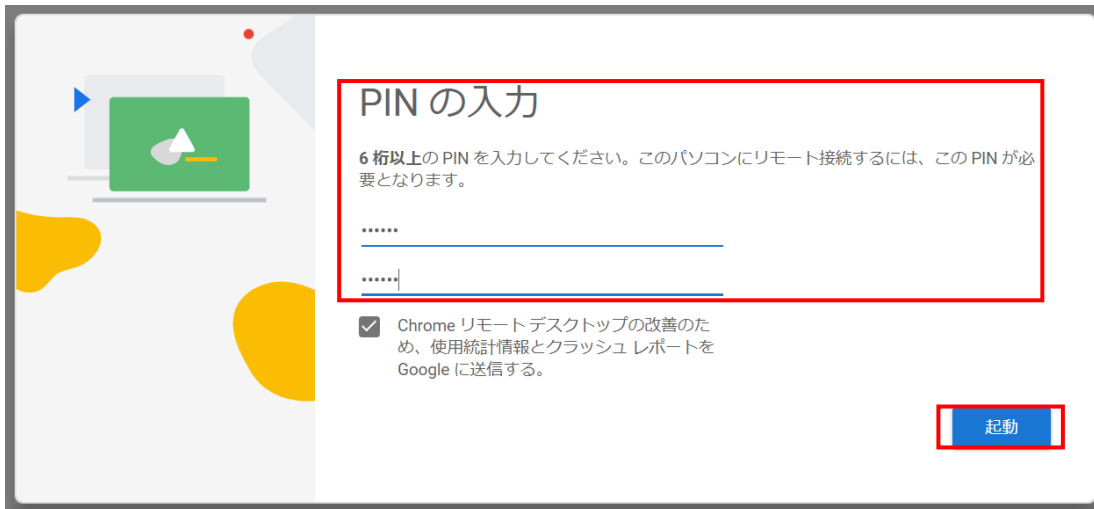 PIN の入力
6 桁以上の PIN を入力してください。このパソコンにリモート接続するには、この PIN が必
要となります。
••••••
••••••
Chrome リモート デスクトップの改善のた
め、使用統計情報とクラッシュ レポートを
Google に送信する。
起動